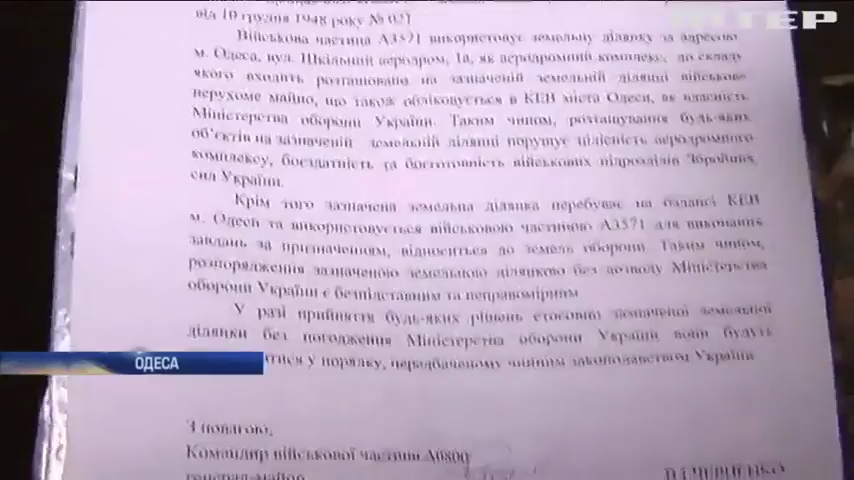 ІНТЕР
від 10 грудня 1948 року № 021
Військова частина А3571 використовує земельну ділянку за адресою
м. Одеса, вул. Шкільний аеродром, 1а, як аеродромний комплекс, до складу
якого входить розташовано на зазначеній земельній ділянці військове
нерухоме майно, що також обліковується в КЕВ міста Одеси, як власність
Міністерства оборони України. Таким чином, розташування будь-яких
об'єктів на зазначеній земельній ділянці порушує цілісність аеродромного
комплексу, боєздатність та боєготовність військових підрозділів Збройних
сил України.
Крім того зазначена земельна ділянка перебуває на балансі КЕВ
м. Одеси та використовується військовою частиною А3571 для виконання
завдань за призначенням, відноситься до земель оборони. Таким чином,
розпорядження зазначеною земельною ділянкою без дозволу Міністерства
оборони України є безпідставним та неправомірним.
У разі прийняття будь-яких рішень стосовно зазначеної земельної
ділянки без погодження Міністерства оборони України вони будуть
у порядку, передбаченому чинним законодавством України
ОДЕСА
З повагою,
Командир військової частини А0800
генерал-майор